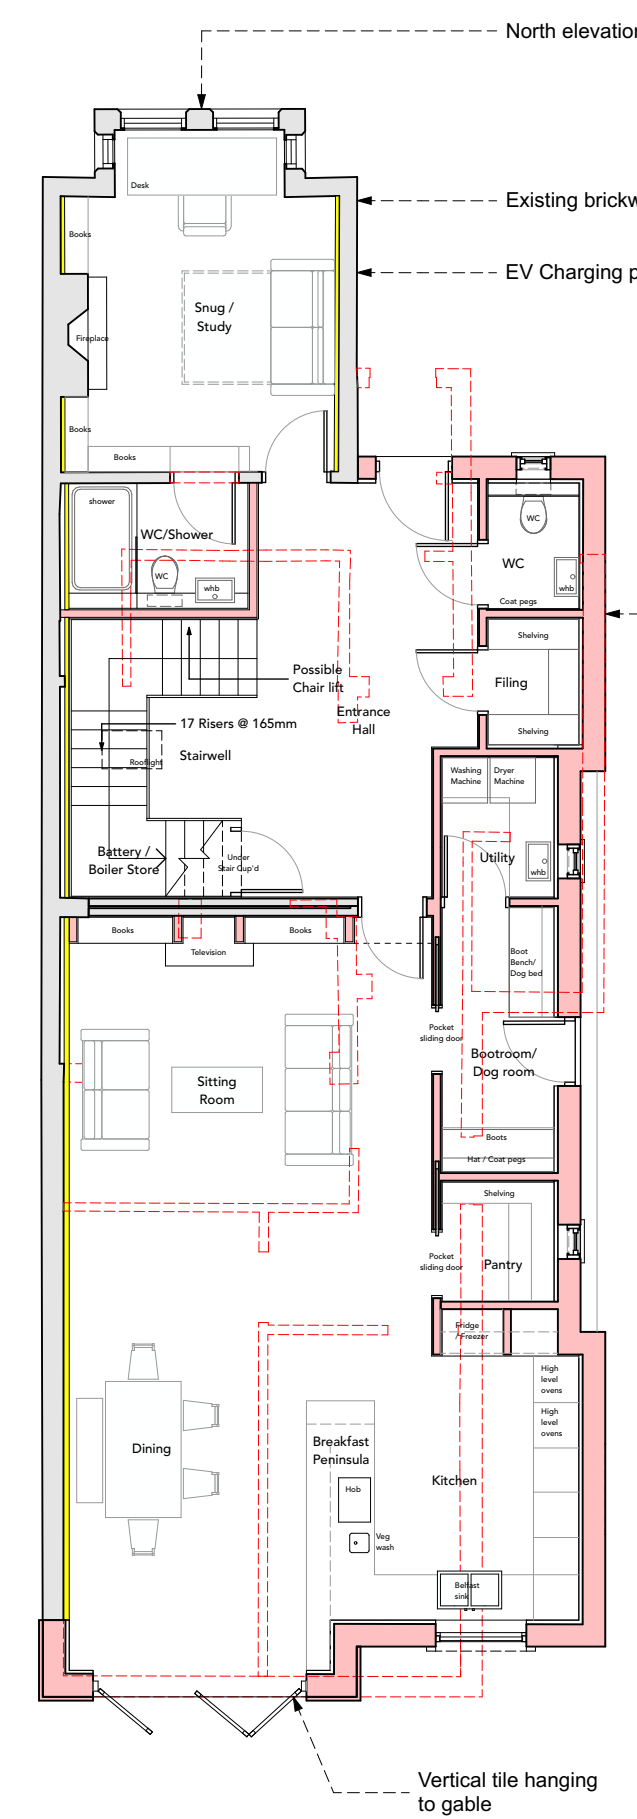 North elevation
Existing brickw
EV Charging p
Desk
Books
Snug /
Study
Fireplace
Books
Books
shower
WC/Shower
WC
whb
WC
WC
whb
Coat pegs
Shelving
Filing
Shelving
Possible
Chair lift
Entrance
Hall
17 Risers @ 165mm
Stairwell
Rooflight
Battery /
Boiler Store
Under
Stair Cup'd
Washing
Machine
Dryer
Machine
Utility
whb
Books
Books
Television
Boot
Bench/
Dog bed
Pocket
sliding door
Bootroom/
Dog room
Sitting
Room
Boots
Hat / Coat pegs
Shelving
Pocket
sliding door
Pantry
Fridge
/ Freezer
High
level
ovens
High
level
ovens
Dining
Breakfast
Peninsula
Kitchen
Hob
Veg
wash
Belfast
sink
Vertical tile hanging
to gable